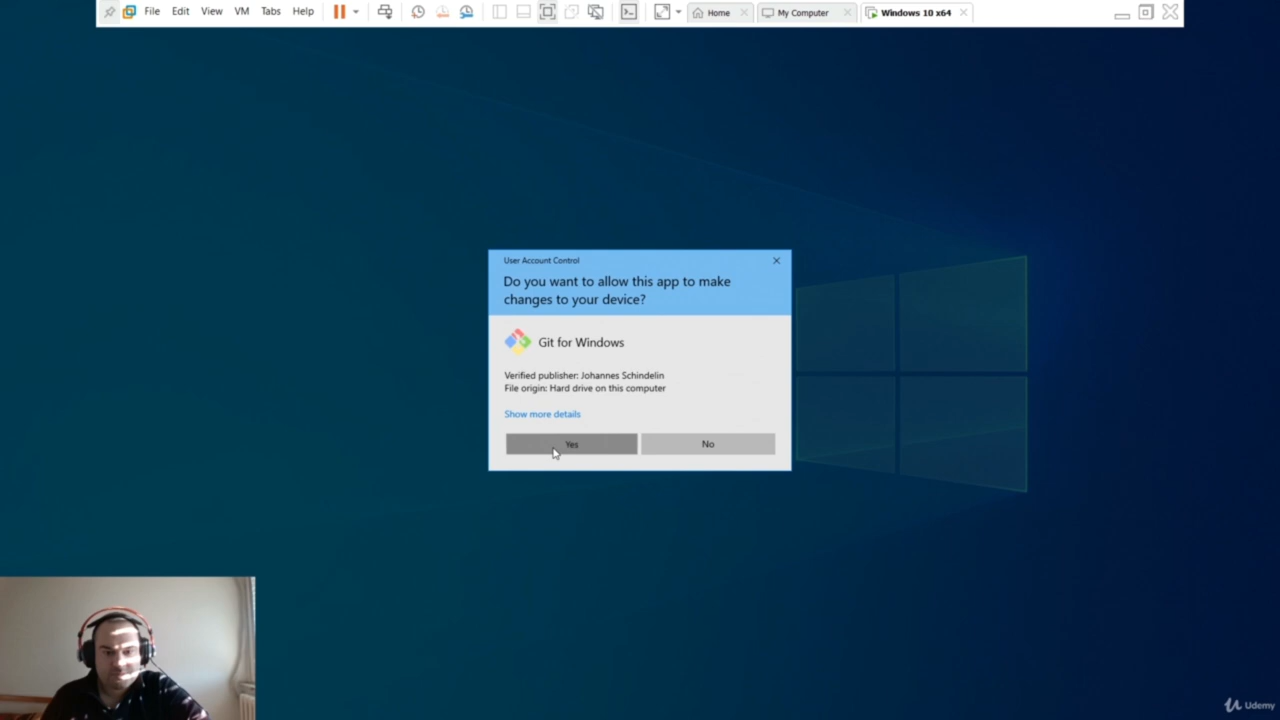 File Edit View VM Tabs Help Home My Computer Windows 10 x64
User Account Control
Do you want to allow this app to make
changes to your device?
Git for Windows
Verified publisher: Johannes Schindelin
File origin: Hard drive on this computer
Show more details
Yes No
Udemy